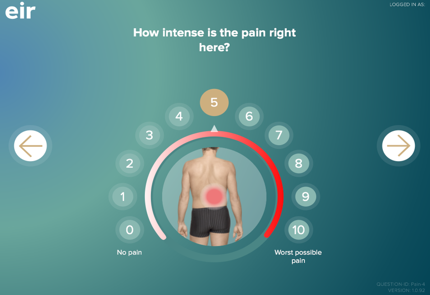 eir
LOGGED IN AS:
How intense is the pain right
here?
5
4
6
3
7
2
8
1
9
0
10
No pain
Worst possible
pain